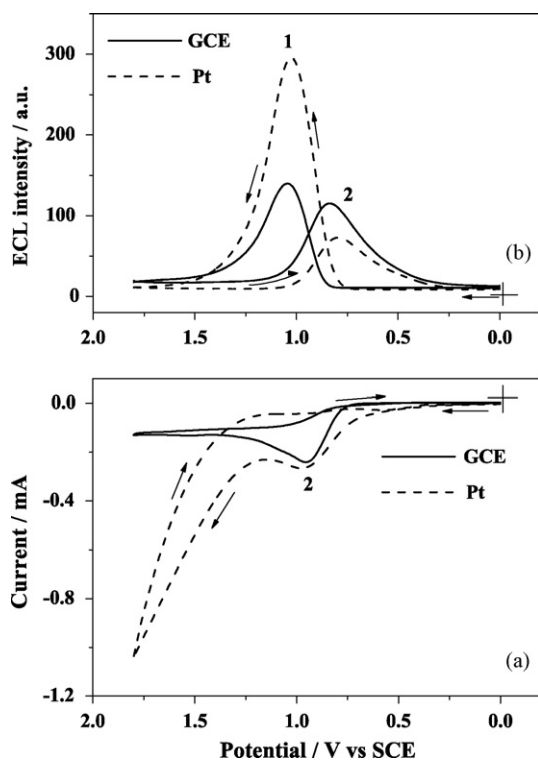 GCE
Pt
1
2
ECL intensity / a.u.
300
200
100
0
(b)
2.0 1.5 1.0 0.5 0.0
GCE
Pt
2
Current / mA
0.0
-0.4
-0.8
-1.2
(a)
2.0 1.5 1.0 0.5 0.0
Potential / V vs SCE